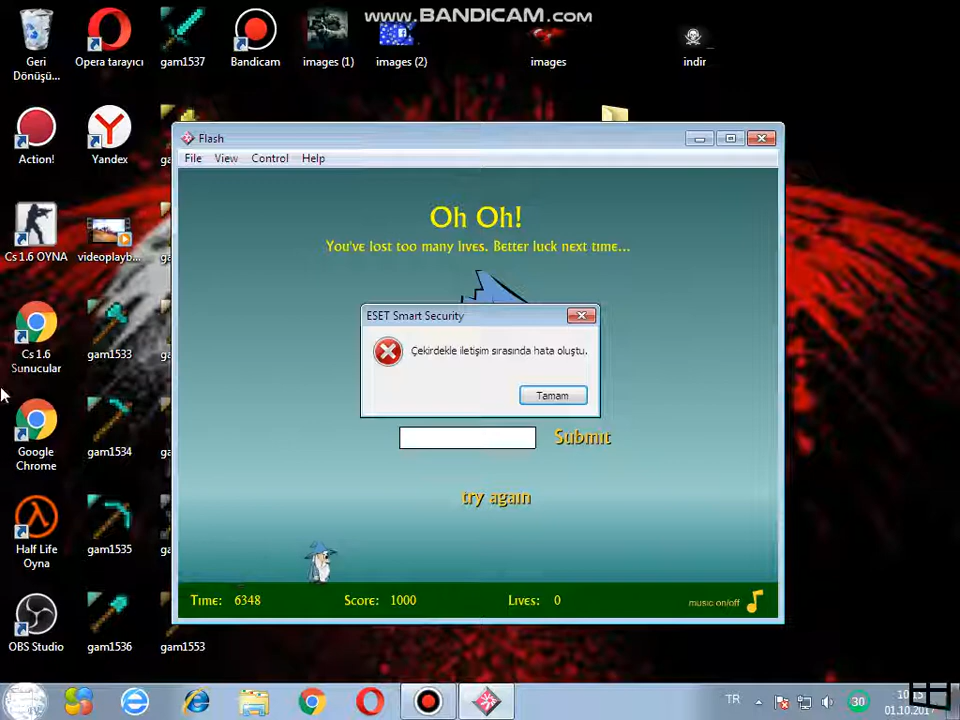 www.BANDICAM.com
Geri
Dönüşü...
Opera tarayıcı
gam1537
Bandicam
images (1)
images (2)
images
indir
Action!
Yandex
Cs 1.6 OYNA
videoplayb...
Cs 1.6
Sunucular
gam1533
Google
Chrome
gam1534
Half Life
Oyna
gam1535
OBS Studio
gam1536
gam1553
Flash
File
View
Control
Help
Oh Oh!
You've lost too many lives. Better luck next time...
ESET Smart Security
Çekirdekle iletişim sırasında hata oluştu.
Tamam
Submit
try again
Time: 6348
Score: 1000
Lives: 0
music on/off
TR
30